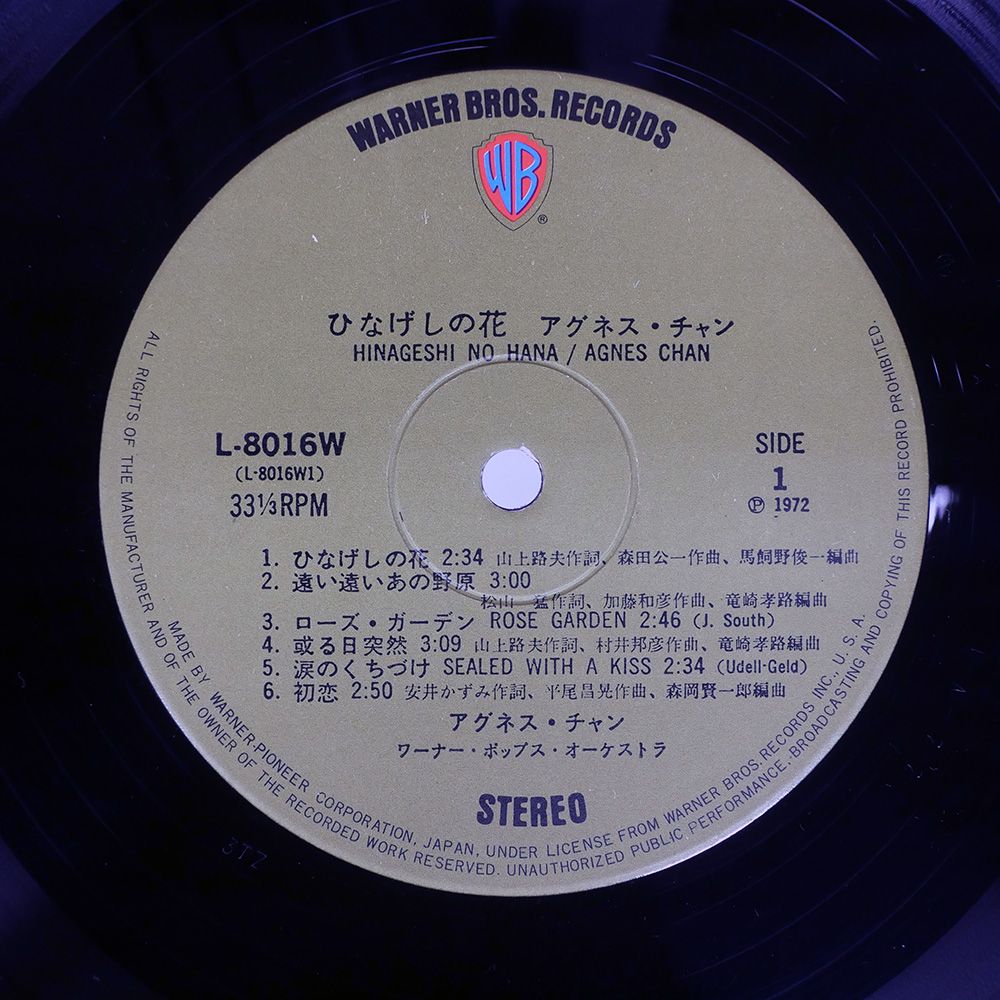 WARNER BROS. RECORDS
WB
®
ひなげしの花 アグネス・チャン
HINAGESHI NO HANA / AGNES CHAN
L-8016W
(L-8016W1)
33⅓RPM
SIDE
1
Ⓟ 1972
1. ひなげしの花 2:34 山上路夫作詞、森田公一作曲、馬飼野俊一編曲
2. 遠い遠いあの野原 3:00
松山 猛作詞、加藤和彦作曲、竜崎孝路編曲
3. ローズ・ガーデン ROSE GARDEN 2:46 (J. South)
4. 或る日突然 3:09 山上路夫作詞、村井邦彦作曲、竜崎孝路編曲
5. 涙のくちづけ SEALED WITH A KISS 2:34 (Udell-Geld)
6. 初恋 2:50 安井かずみ作詞、平尾昌晃作曲、森岡賢一郎編曲
アグネス・チャン
ワーナー・ポップス・オーケストラ
STEREO
ALL RIGHTS OF THE MANUFACTURER AND OF THE OWNER OF THE RECORDED WORK RESERVED. UNAUTHORIZED PUBLIC PERFORMANCE, BROADCASTING AND COPYING OF THIS RECORD PROHIBITED.
MADE BY WARNER-PIONEER CORPORATION, JAPAN, UNDER LICENSE FROM WARNER BROS. RECORDS INC., U. S. A.
3TZ